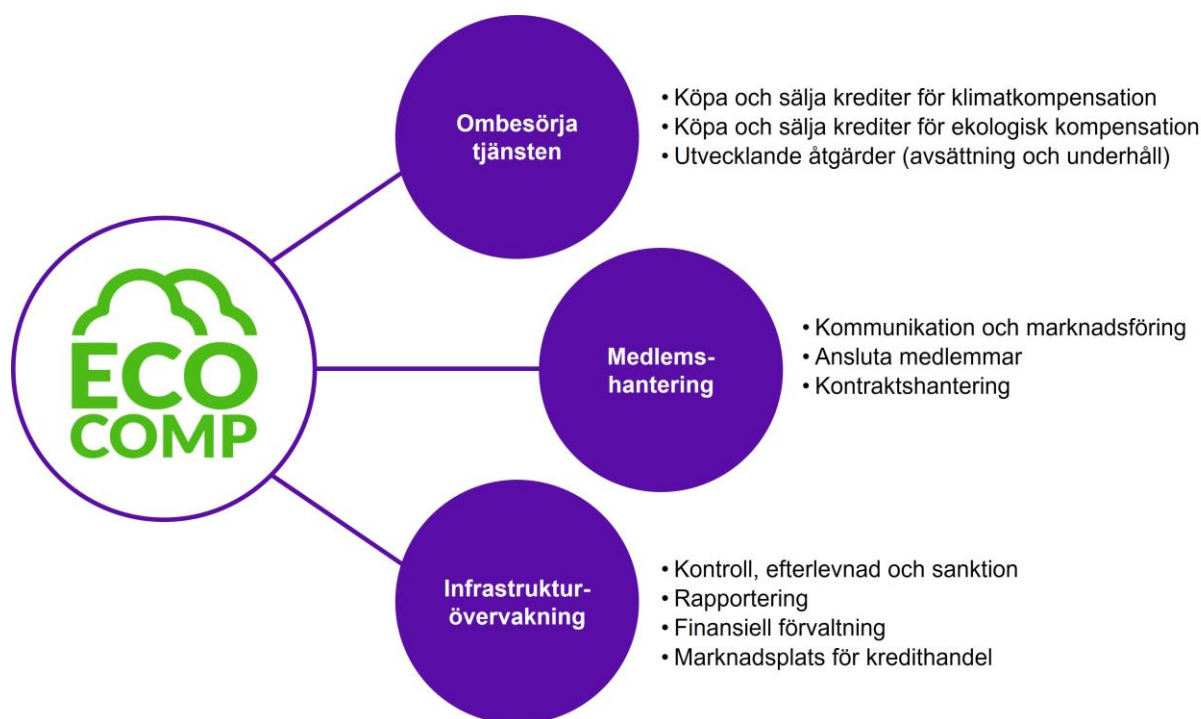 Ombesörja
tjänsten
• Köpa och sälja krediter för klimatkompensation
• Köpa och sälja krediter för ekologisk kompensation
• Utvecklande åtgärder (avsättning och underhåll)
ECO
COMP
Medlems-
hantering
• Kommunikation och marknadsföring
• Ansluta medlemmar
• Kontraktshantering
Infrastruktur-
övervakning
• Kontroll, efterlevnad och sanktion
• Rapportering
• Finansiell förvaltning
• Marknadsplats för kredithandel